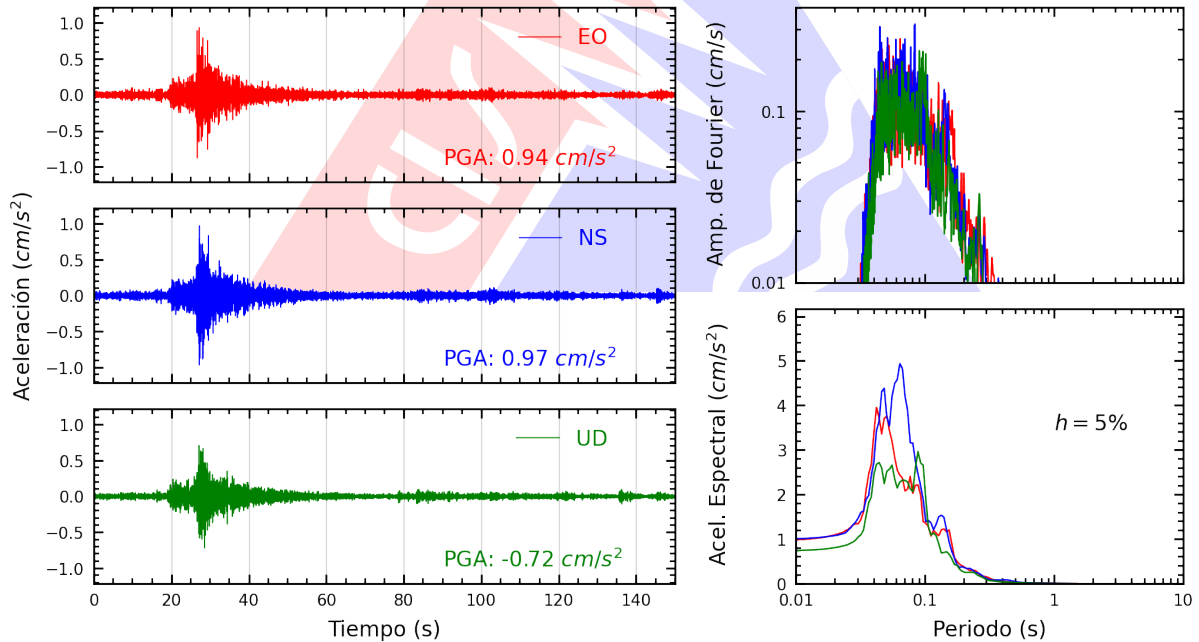 Aceleración (cm/s²)
1.0
0.5
0.0
−0.5
−1.0
EO
PGA: 0.94 cm/s²
1.0
0.5
0.0
−0.5
−1.0
NS
PGA: 0.97 cm/s²
1.0
0.5
0.0
−0.5
−1.0
UD
PGA: -0.72 cm/s²
0 20 40 60 80 100 120 140
Tiempo (s)
Amp. de Fourier (cm/s)
0.1
0.01
Acel. Espectral (cm/s²)
6
5
4
3
2
1
0
h = 5%
0.01 0.1 1 10
Periodo (s)